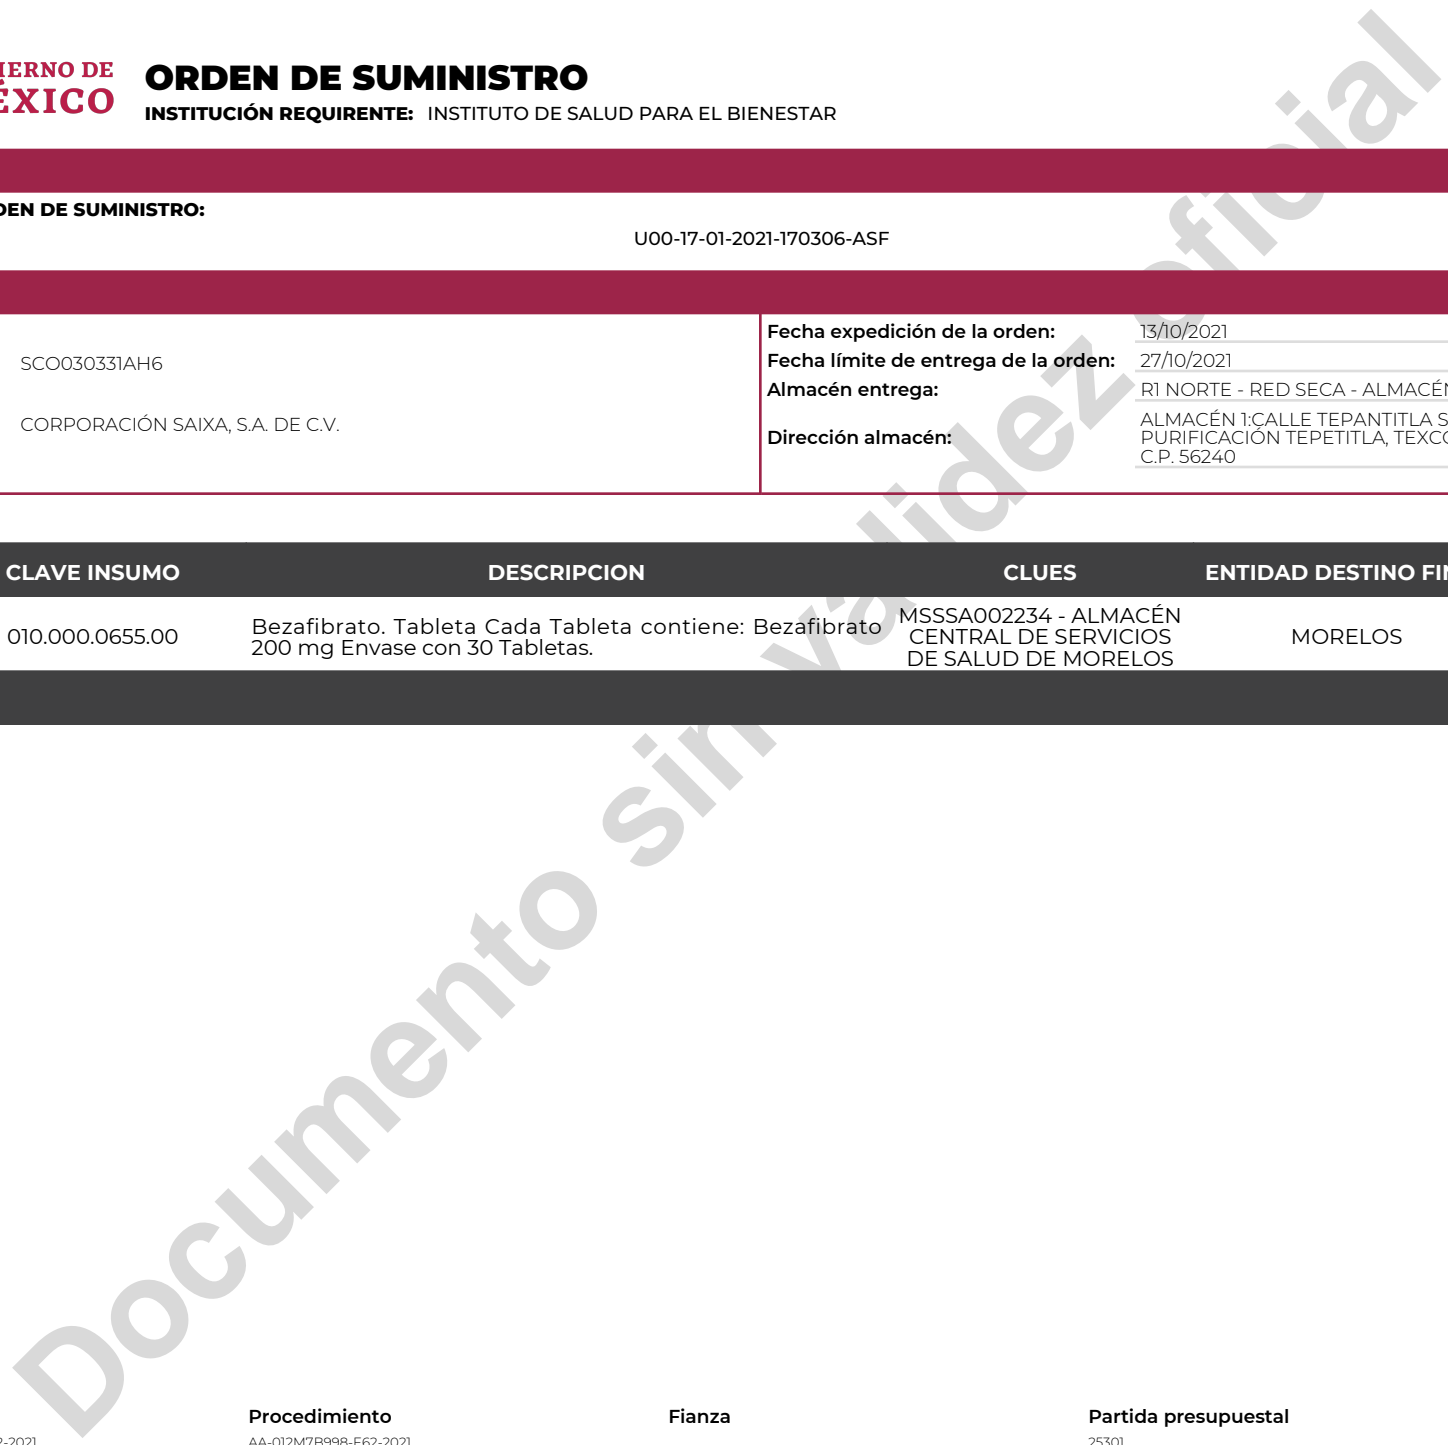 ORDEN DE SUMINISTRO
INSTITUCIÓN REQUIRENTE: INSTITUTO DE SALUD PARA EL BIENESTAR
DE
XICO
DE SUMINISTRO:
U00-17-01-2021-170306-ASF
SCO030331AH6
CORPORACIÓN SAIXA, S.A. DE C.V.
Fecha expedición de la orden: 13/10/2021
Fecha límite de entrega de la orden: 27/10/2021
Almacén entrega: R1 NORTE - RED SECA - ALMACÉN
Dirección almacén:
ALMACÉN 1:CALLE TEPANTITLA S
PURIFICACIÓN TEPETITLA,
C.P. 56240
CLAVE INSUMO DESCRIPCION CLUES ENTIDAD DESTINO
010.000.0655.00
Bezafibrato. Tableta Cada Tableta contiene: Bezafibrato
200 mg Envase con 30 Tabletas.
MSSSA002234 - ALMACÉN
CENTRAL DE SERVICIOS
DE SALUD DE MORELOS
MORELOS
Documento sin validez oficial
Procedimiento Fianza Partida presupuestal
-2021 AA-012M7B998-E62-2021 25301